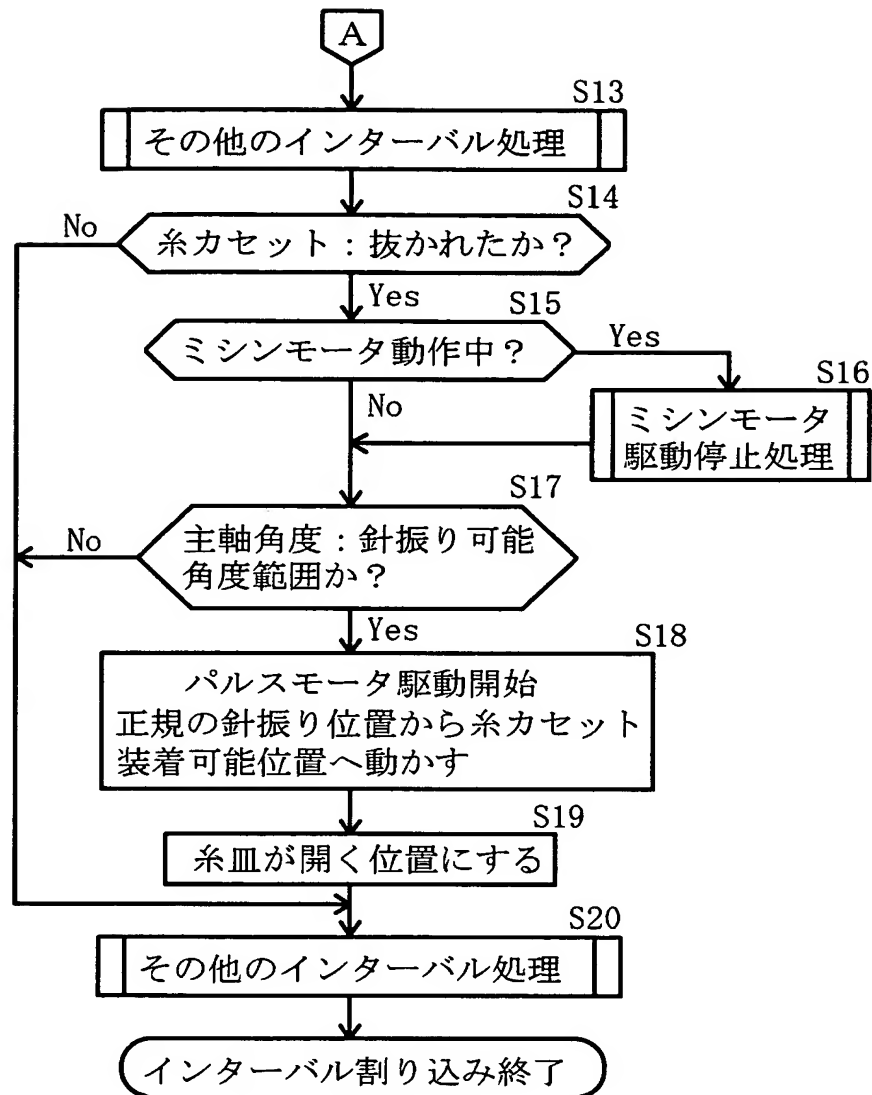 A
S13
その他のインターバル処理
S14
No
糸カセット：抜かれたか？
Yes
S15
ミシンモータ動作中？
Yes
S16
No
ミシンモータ
駆動停止処理
S17
No
主軸角度：針振り可能
角度範囲か？
Yes
S18
パルスモータ駆動開始
正規の針振り位置から糸カセット
装着可能位置へ動かす
S19
糸皿が開く位置にする
S20
その他のインターバル処理
インターバル割り込み終了